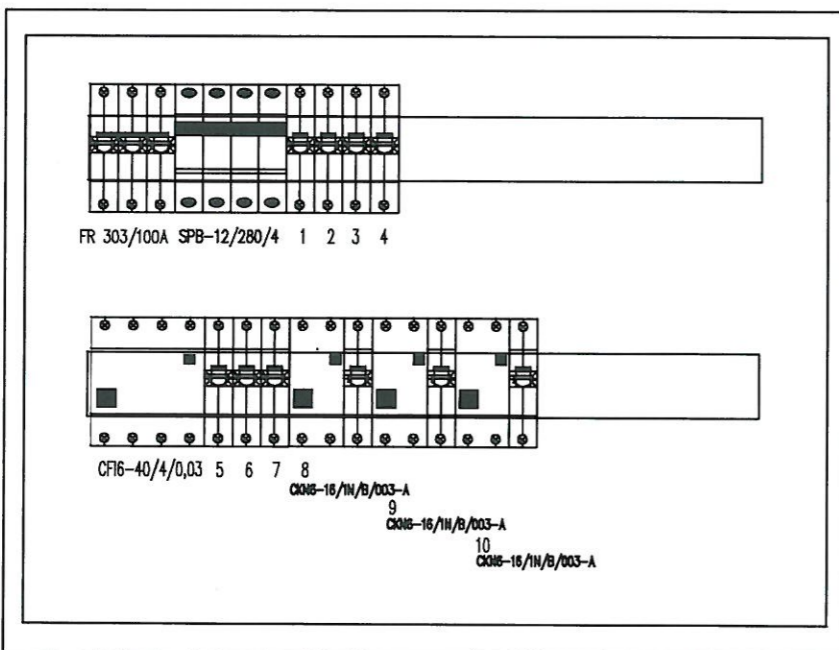 FR 303/100A SPB-12/280/4 1 2 3 4
CFI6-40/4/0,03 5 6 7 8
CKN6-16/1N/B/003-A
9
CKN6-16/1N/B/003-A
10
CKN6-16/1N/B/003-A